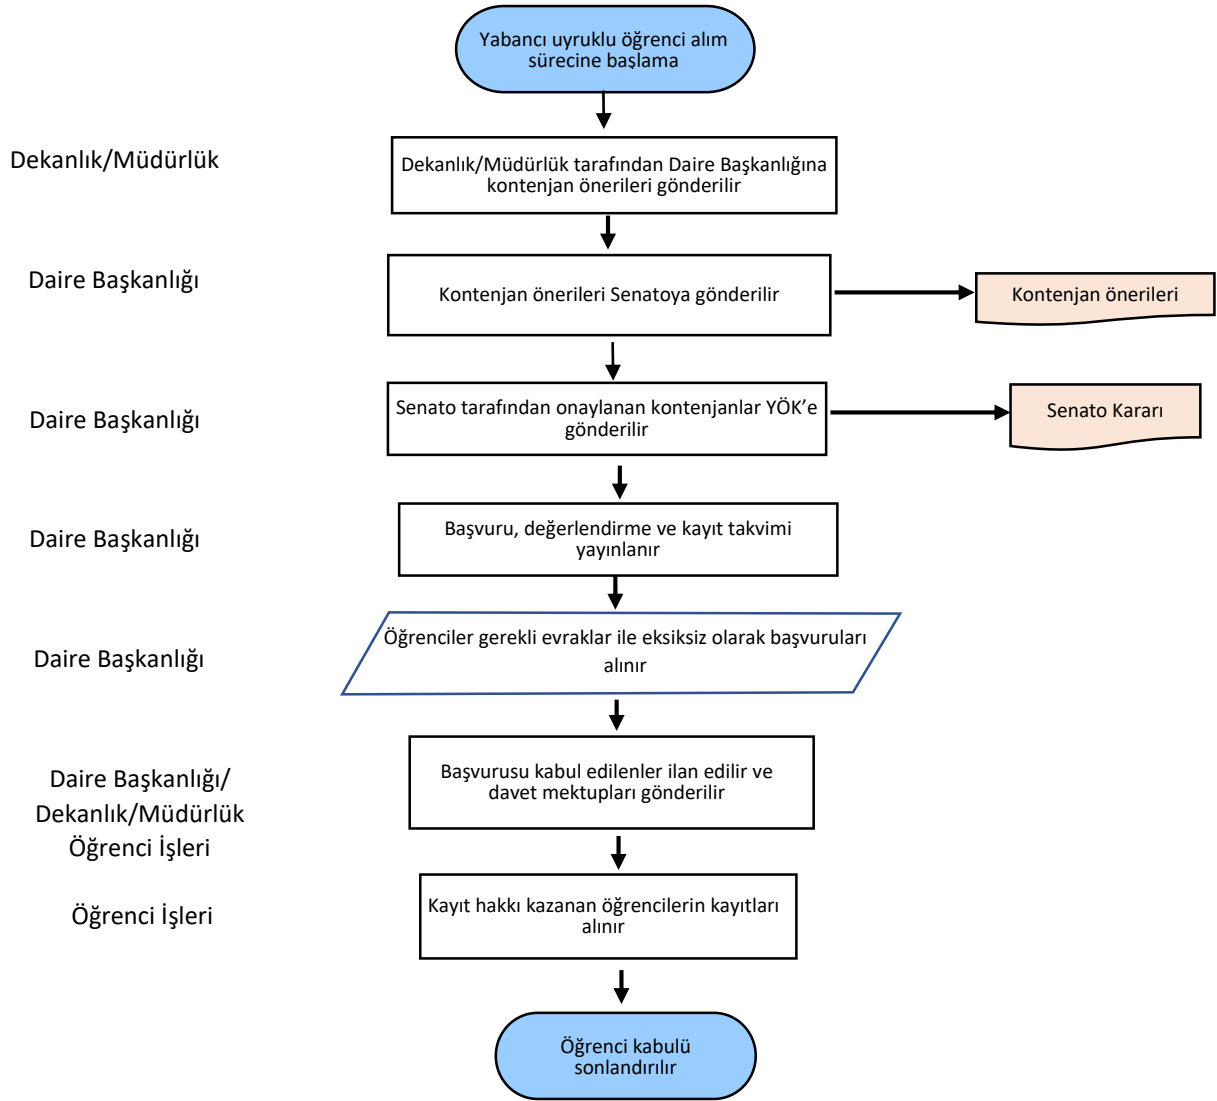 Yabancı uyruklu öğrenci alım
sürecine başlama
Dekanlık/Müdürlük
Dekanlık/Müdürlük tarafından Daire Başkanlığına
kontenjan önerileri gönderilir
Daire Başkanlığı
Kontenjan önerileri Senatoya gönderilir
Kontenjan önerileri
Daire Başkanlığı
Senato tarafından onaylanan kontenjanlar YÖK’e
gönderilir
Senato Kararı
Daire Başkanlığı
Başvuru, değerlendirme ve kayıt takvimi
yayınlanır
Daire Başkanlığı
Öğrenciler gerekli evraklar ile eksiksiz olarak başvuruları
alınır
Daire Başkanlığı/
Dekanlık/Müdürlük
Öğrenci İşleri
Başvurusu kabul edilenler ilan edilir ve
davet mektupları gönderilir
Öğrenci İşleri
Kayıt hakkı kazanan öğrencilerin kayıtları
alınır
Öğrenci kabulü
sonlandırılır